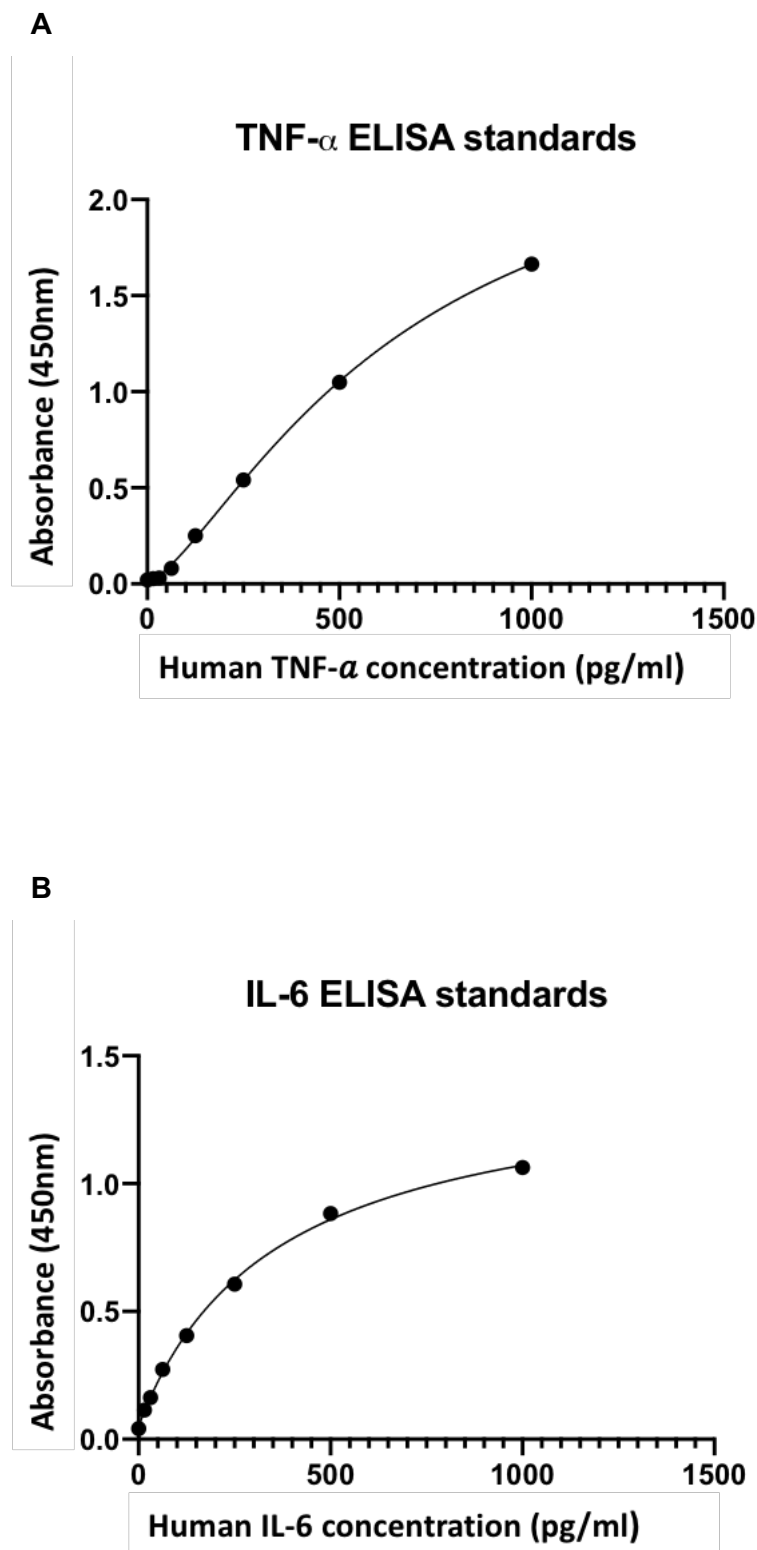 A
TNF-α ELISA standards
Absorbance (450nm)
2.0
1.5
1.0
0.5
0.0
0 500 1000 1500
Human TNF-α concentration (pg/ml)
B
IL-6 ELISA standards
Absorbance (450nm)
1.5
1.0
0.5
0.0
0 500 1000 1500
Human IL-6 concentration (pg/ml)